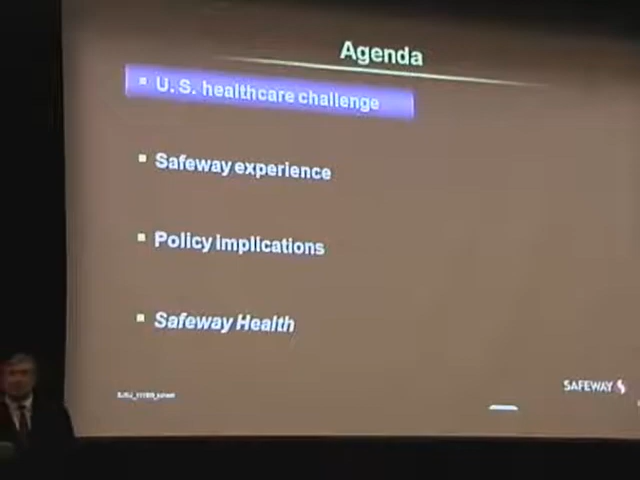 Agenda
U. S. healthcare challenge
Safeway experience
Policy implications
Safeway Health
SAFEWAY